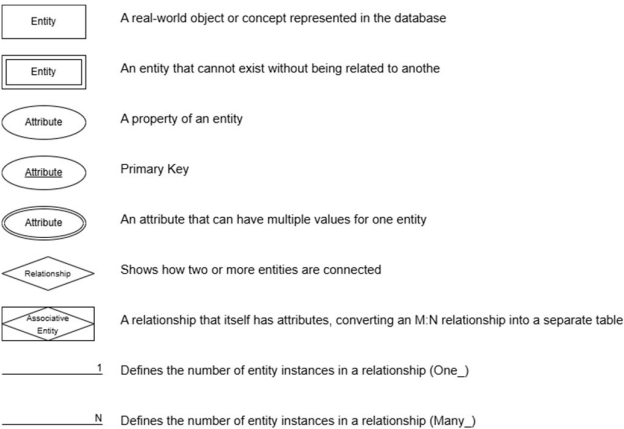 Entity A real-world object or concept represented in the database
Entity An entity that cannot exist without being related to anothe
Attribute A property of an entity
Attribute Primary Key
Attribute An attribute that can have multiple values for one entity
Relationship Shows how two or more entities are connected
Associative
Entity A relationship that itself has attributes, converting an M:N relationship into a separate table
1 Defines the number of entity instances in a relationship (One_)
N Defines the number of entity instances in a relationship (Many_)